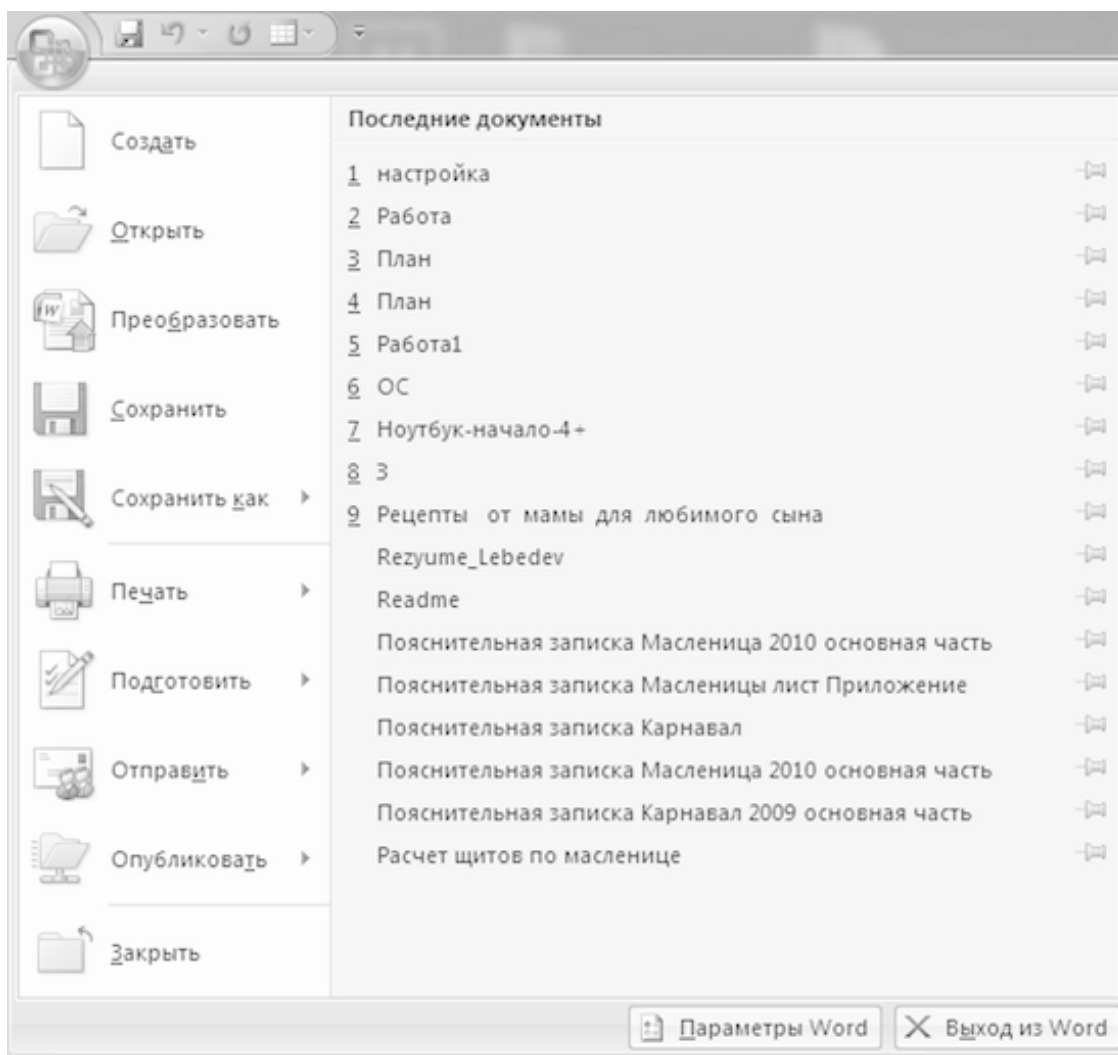 Создать
Открыть
Преобразовать
Сохранить
Сохранить как
Печать
Подготовить
Отправить
Опубликовать
Закрыть
Последние документы
1 настройка
2 Работа
3 План
4 План
5 Работа1
6 ОС
7 Ноутбук-начало-4+
8 3
9 Рецепты от мамы для любимого сына
Rezyume_Lebedev
Readme
Пояснительная записка Масленица 2010 основная часть
Пояснительная записка Масленицы лист Приложение
Пояснительная записка Карнавал
Пояснительная записка Масленица 2010 основная часть
Пояснительная записка Карнавал 2009 основная часть
Расчет щитов по масленице
Параметры Word
Выход из Word